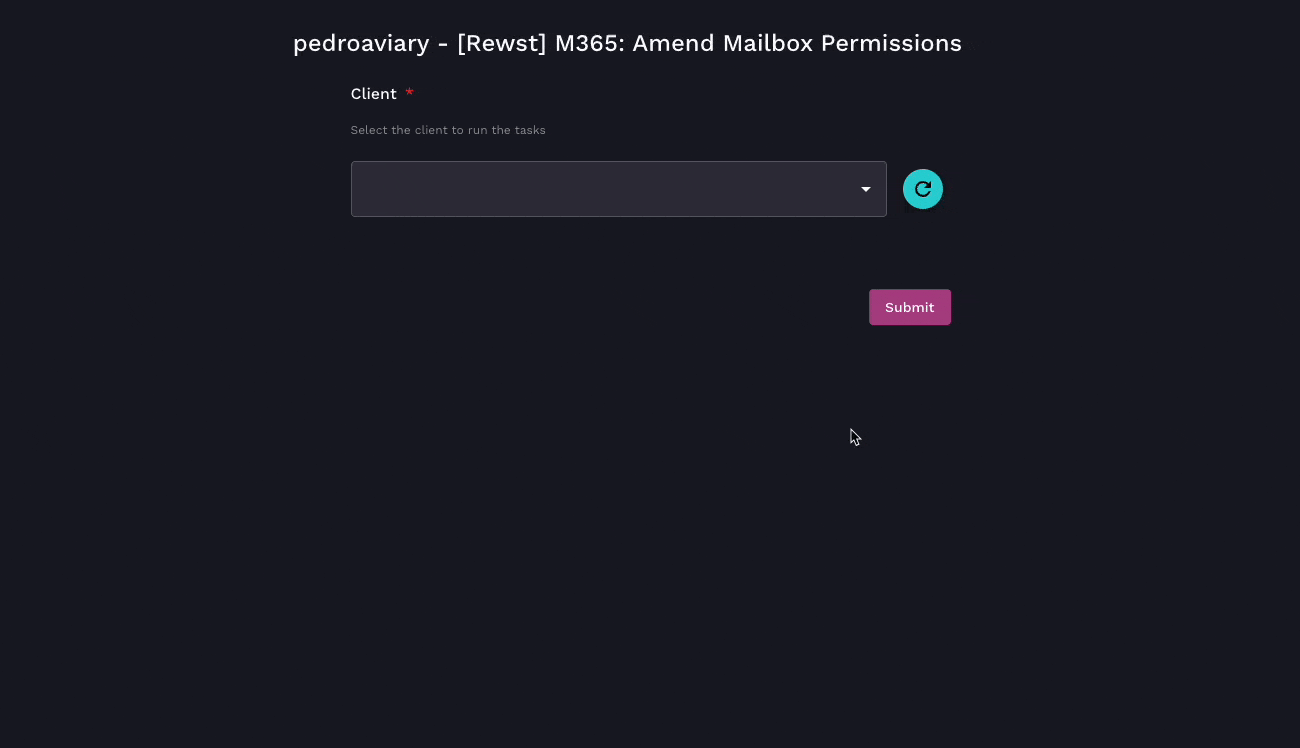 pedroaviary - [Rewst] M365: Amend Mailbox Permissions
Client *
Select the client to run the tasks
Submit